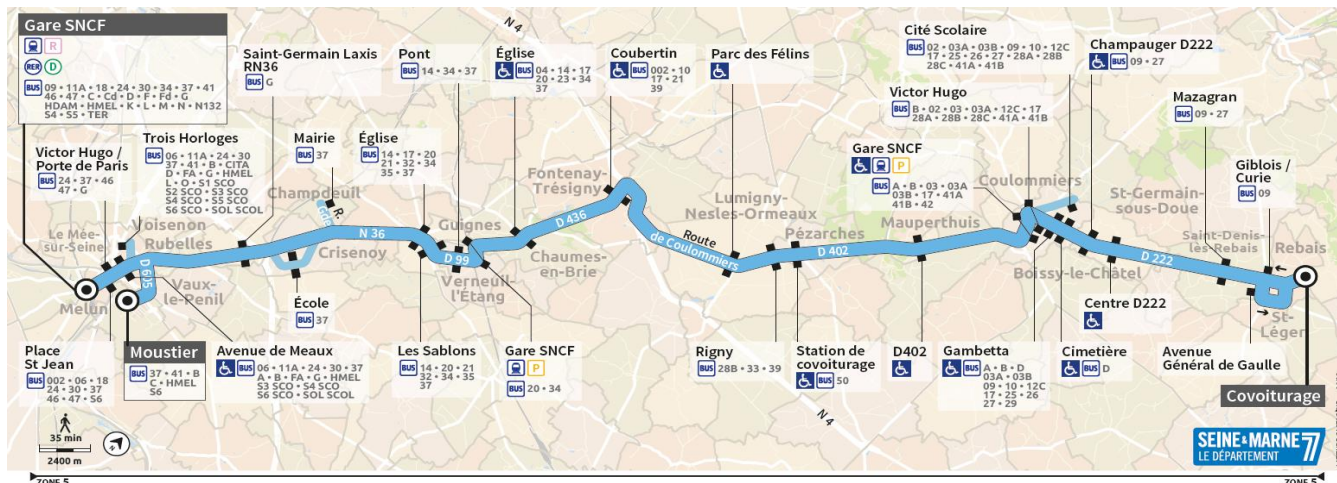 Gare SNCF
R
RER D
BUS 09 • 11A • 18 • 24 • 30 • 34 • 37 • 41
46 • 47 • C • Cd • D • F • Fd • G
HDAM • HMEL • K • L • M • N • N132
S4 • S5 • TER
Victor Hugo /
Porte de Paris
BUS 24 • 37 • 46
47 • G
Trois Horloges
BUS 06 • 11A • 24 • 30
37 • 41 • B • CITA
D • FA • G • HMEL
L • O • S1 SCO
S2 SCO • S3 SCO
S4 SCO • S5 SCO
S6 SCO • SOL SCOL
Saint-Germain Laxis
RN36
BUS G
Mairie
BUS 37
Pont
BUS 14 • 34 • 37
Église
BUS 14 • 17 • 20
21 • 32 • 34
35 • 37
Église
BUS 04 • 14 • 17
20 • 23 • 34
37
Coubertin
BUS 002 • 10
17 • 21
39
Parc des Félins
Cité Scolaire
BUS 02 • 03A • 03B • 09 • 10 • 12C
17 • 25 • 26 • 27 • 28A • 28B
28C • 41A • 41B
Victor Hugo
BUS B • 02 • 03 • 03A • 12C • 17
28A • 28B • 28C • 41A • 41B
Gare SNCF
P
BUS A • B • 03 • 03A
03B • 17 • 41A
41B • 42
Champauger D222
BUS 09 • 27
Mazagran
BUS 09 • 27
Giblois /
Curie
BUS 09
N 4
Le Mée-
sur-Seine
Voisenon
Rubelles
Melun
Vaux-
le-Penil
D 605
Champdeuil
R.
Crisenoy
N 36
Guignes
D 99
Verneuil-
l'Étang
D 436
Chaumes-
en-Brie
Fontenay-
Trésigny
Route
de Coulommiers
Lumigny-
Nesles-Ormeaux
Pézarches
D 402
Mauperthuis
Coulommiers
Boissy-le-Châtel
D 222
St-Germain-
sous-Doue
Saint-Denis-
lès-Rebais
Rebais
St-
Léger
N 4
Place
St Jean
BUS 002 • 06 • 18
24 • 30 • 37
46 • 47 • S6
Moustier
BUS 37 • 41 • B
C • HMEL
S6
Avenue de Meaux
BUS 06 • 11A • 24 • 30 • 37
A • B • FA • G • HMEL
S3 SCO • S4 SCO
S6 SCO • SOL SCOL
École
BUS 37
Les Sablons
BUS 14 • 20 • 21
32 • 34 • 35
37
Gare SNCF
P
BUS 20 • 34
Rigny
BUS 28B • 33 • 39
Station de
covoiturage
BUS 50
D402
Gambetta
BUS A • B • D
03A • 03B
09 • 10 • 12C
17 • 25 • 26
27 • 29
Cimetière
BUS D
Centre D222
Avenue
Général de Gaulle
Covoiturage
35 min
2400 m
SEINE & MARNE 77
LE DÉPARTEMENT
ZONE 5
ZONE 5